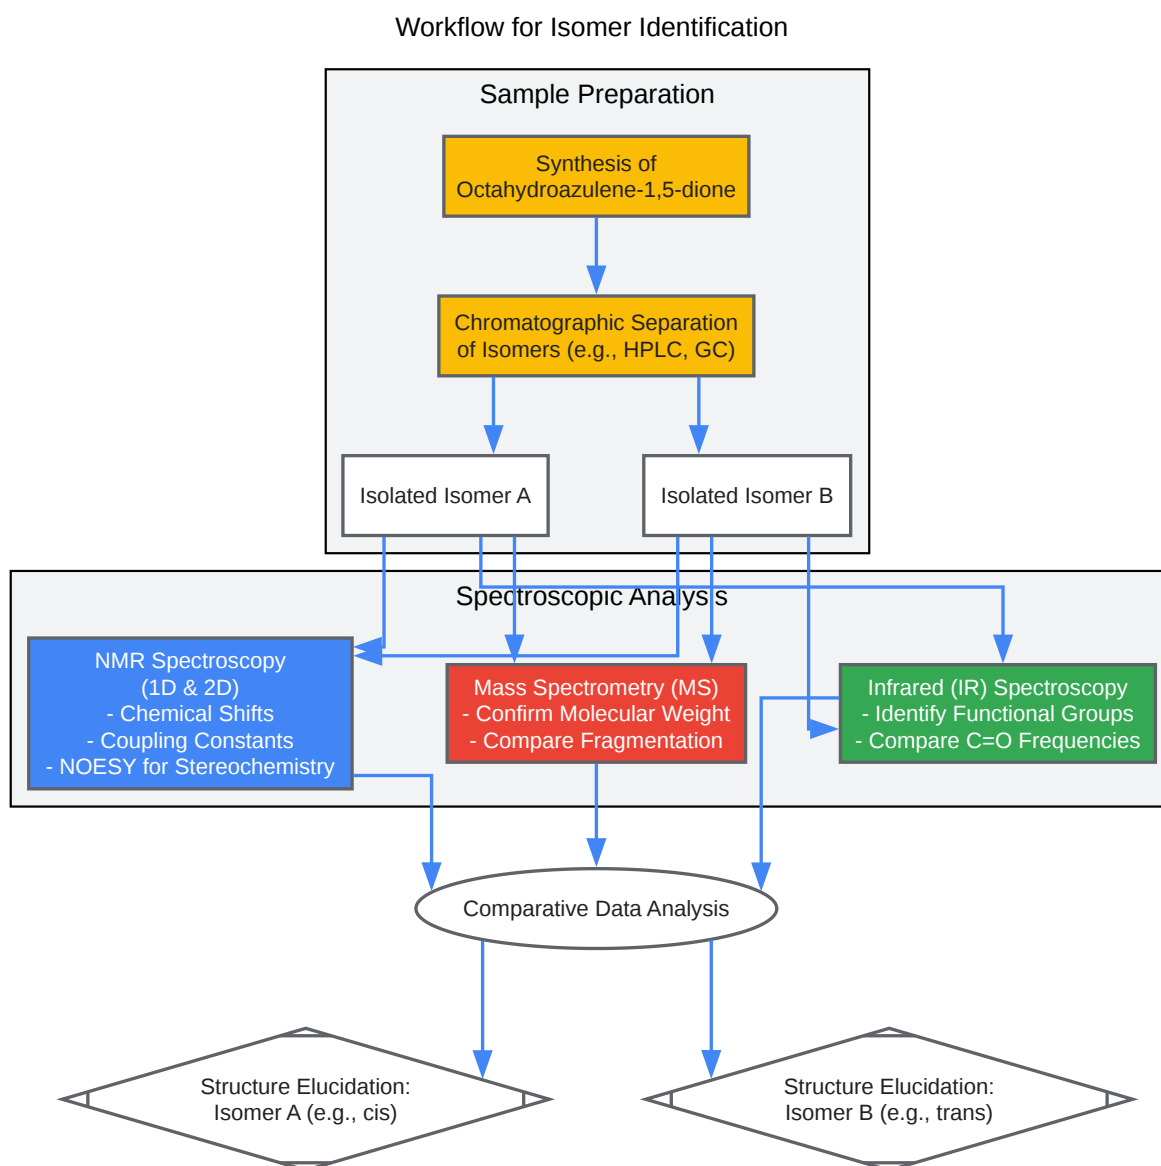 Workflow for Isomer Identification
Sample Preparation
Synthesis of
Octahydroazulene-1,5-dione
Chromatographic Separation
of Isomers (e.g., HPLC, GC)
Isolated Isomer A
Isolated Isomer B
Spectroscopic Analysis
NMR Spectroscopy
(1D & 2D)
- Chemical Shifts
- Coupling Constants
- NOESY for Stereochemistry
Mass Spectrometry (MS)
- Confirm Molecular Weight
- Compare Fragmentation
Infrared (IR) Spectroscopy
- Identify Functional Groups
- Compare C=O Frequencies
Comparative Data Analysis
Structure Elucidation:
Isomer A (e.g., cis)
Structure Elucidation:
Isomer B (e.g., trans)